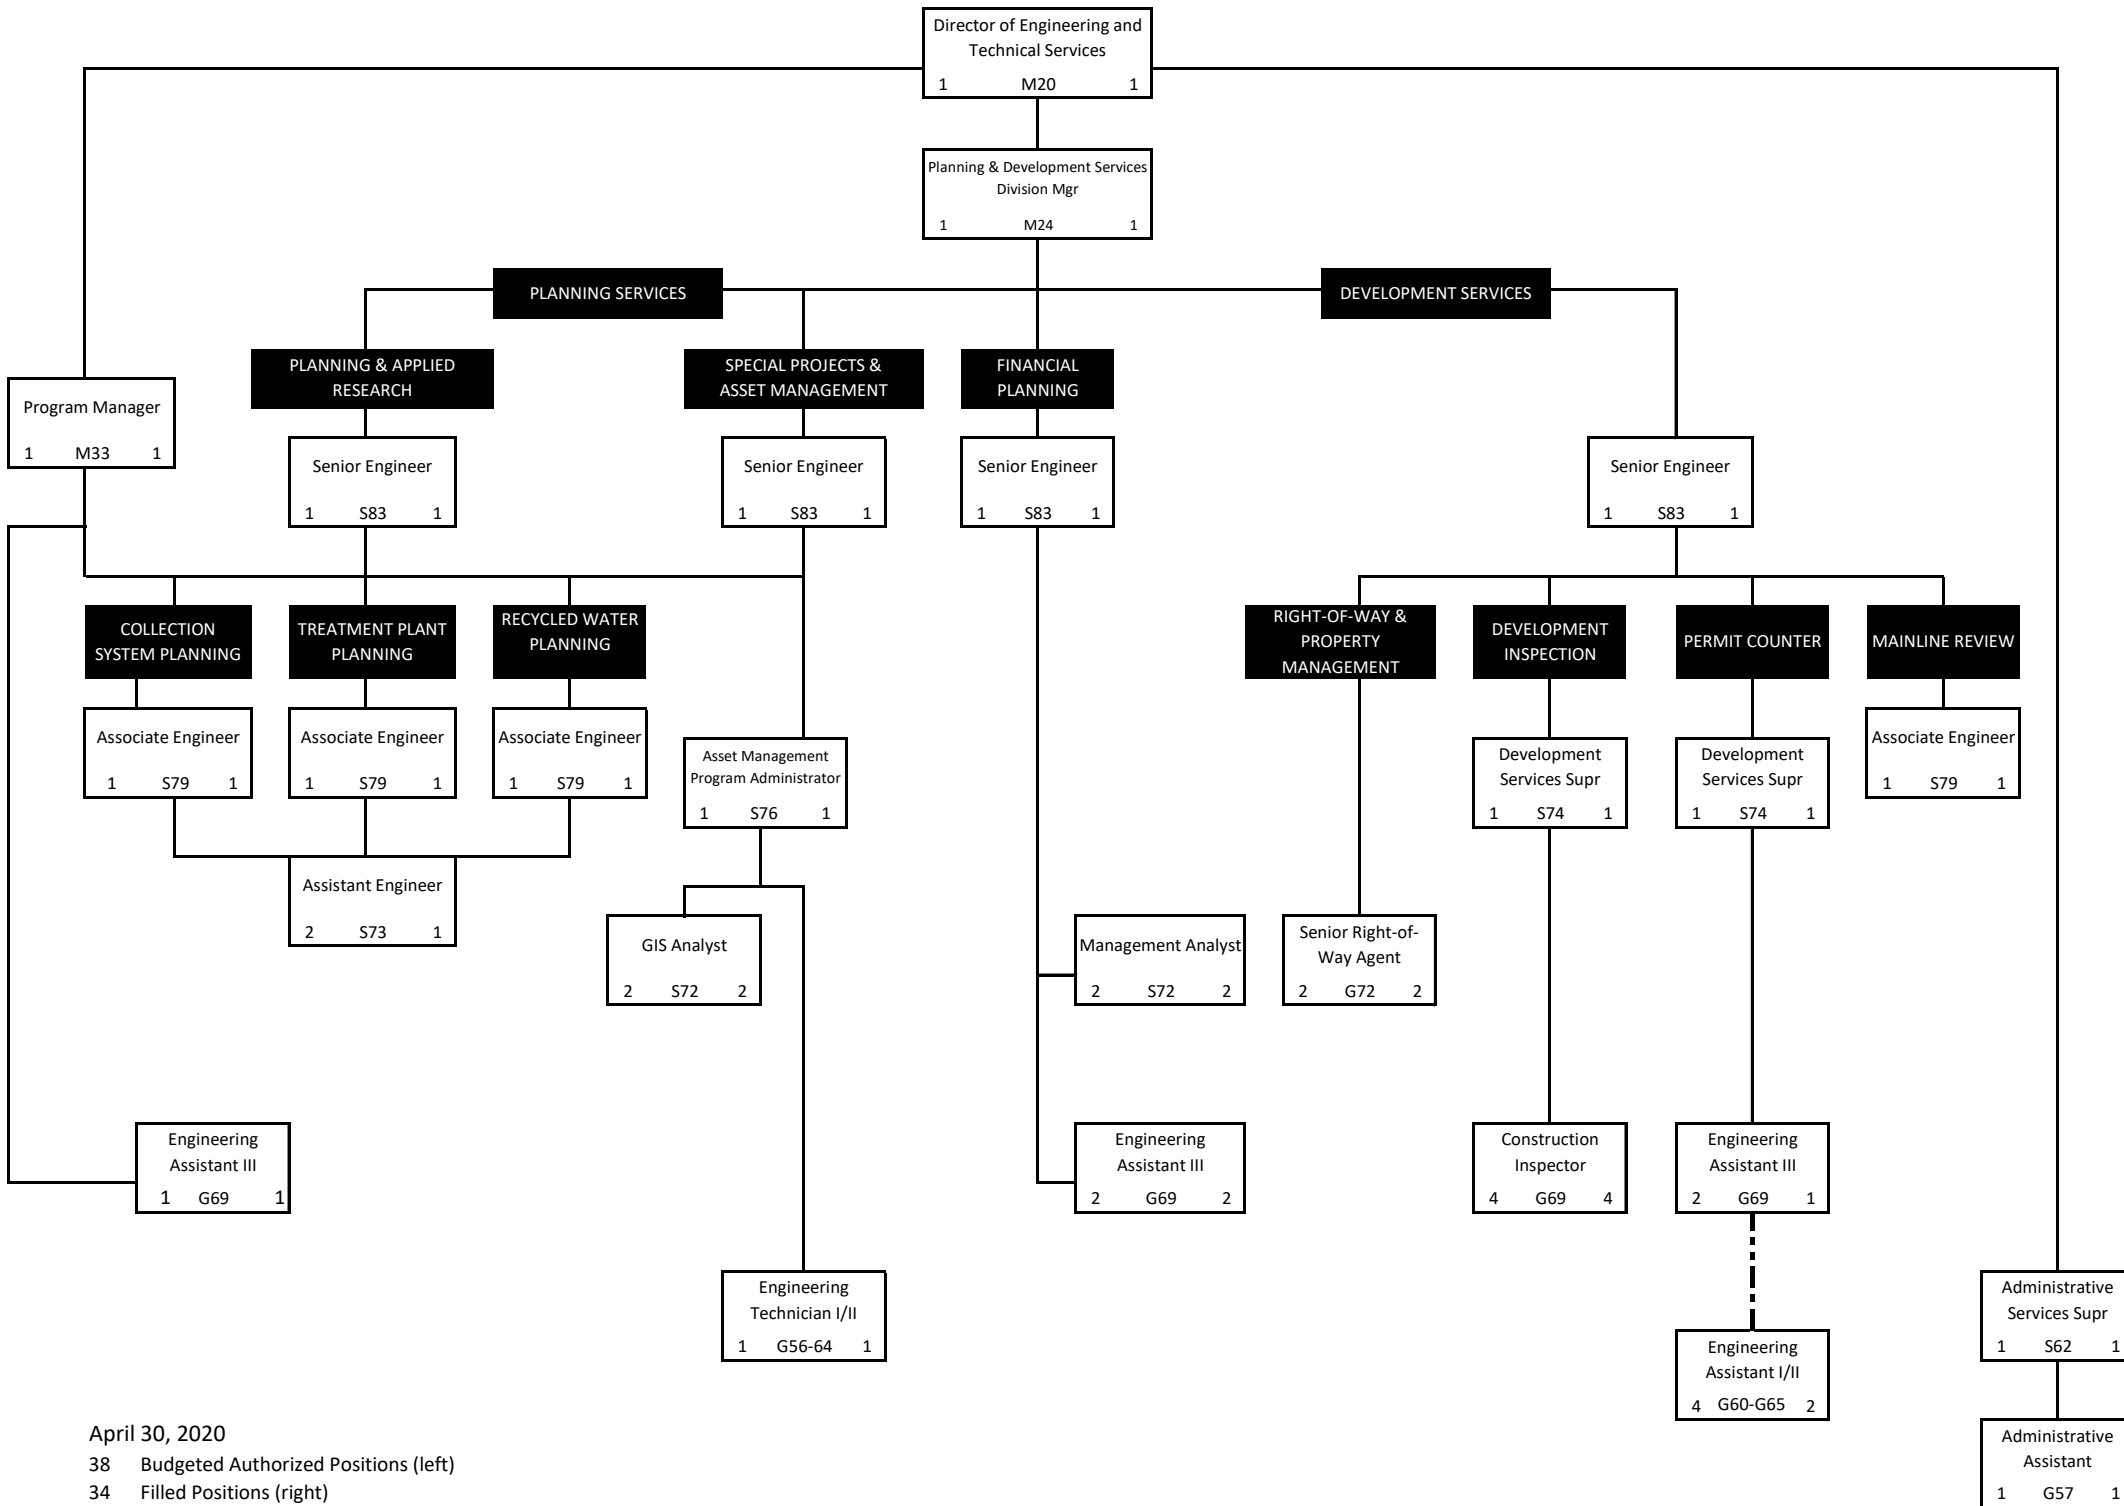 Director of Engineering and
Technical Services
1 M20 1
Planning & Development Services
Division Mgr
1 M24 1
PLANNING SERVICES
DEVELOPMENT SERVICES
PLANNING & APPLIED
RESEARCH
SPECIAL PROJECTS &
ASSET MANAGEMENT
FINANCIAL
PLANNING
Program Manager
1 M33 1
Senior Engineer
1 S83 1
Senior Engineer
1 S83 1
Senior Engineer
1 S83 1
Senior Engineer
1 S83 1
COLLECTION
SYSTEM PLANNING
TREATMENT PLANT
PLANNING
RECYCLED WATER
PLANNING
RIGHT-OF-WAY &
PROPERTY
MANAGEMENT
DEVELOPMENT
INSPECTION
PERMIT COUNTER
MAINLINE REVIEW
Associate Engineer
1 S79 1
Associate Engineer
1 S79 1
Associate Engineer
1 S79 1
Asset Management
Program Administrator
1 S76 1
Development
Services Supr
1 S74 1
Development
Services Supr
1 S74 1
Associate Engineer
1 S79 1
Assistant Engineer
2 S73 1
GIS Analyst
2 S72 2
Management Analyst
2 S72 2
Senior Right-of-
Way Agent
2 G72 2
Engineering
Assistant III
1 G69 1
Engineering
Assistant III
2 G69 2
Construction
Inspector
4 G69 4
Engineering
Assistant III
2 G69 1
Engineering
Technician I/II
1 G56-64 1
Administrative
Services Supr
1 S62 1
Engineering
Assistant I/II
4 G60-G65 2
Administrative
Assistant
1 G57 1
April 30, 2020
38 Budgeted Authorized Positions (left)
34 Filled Positions (right)